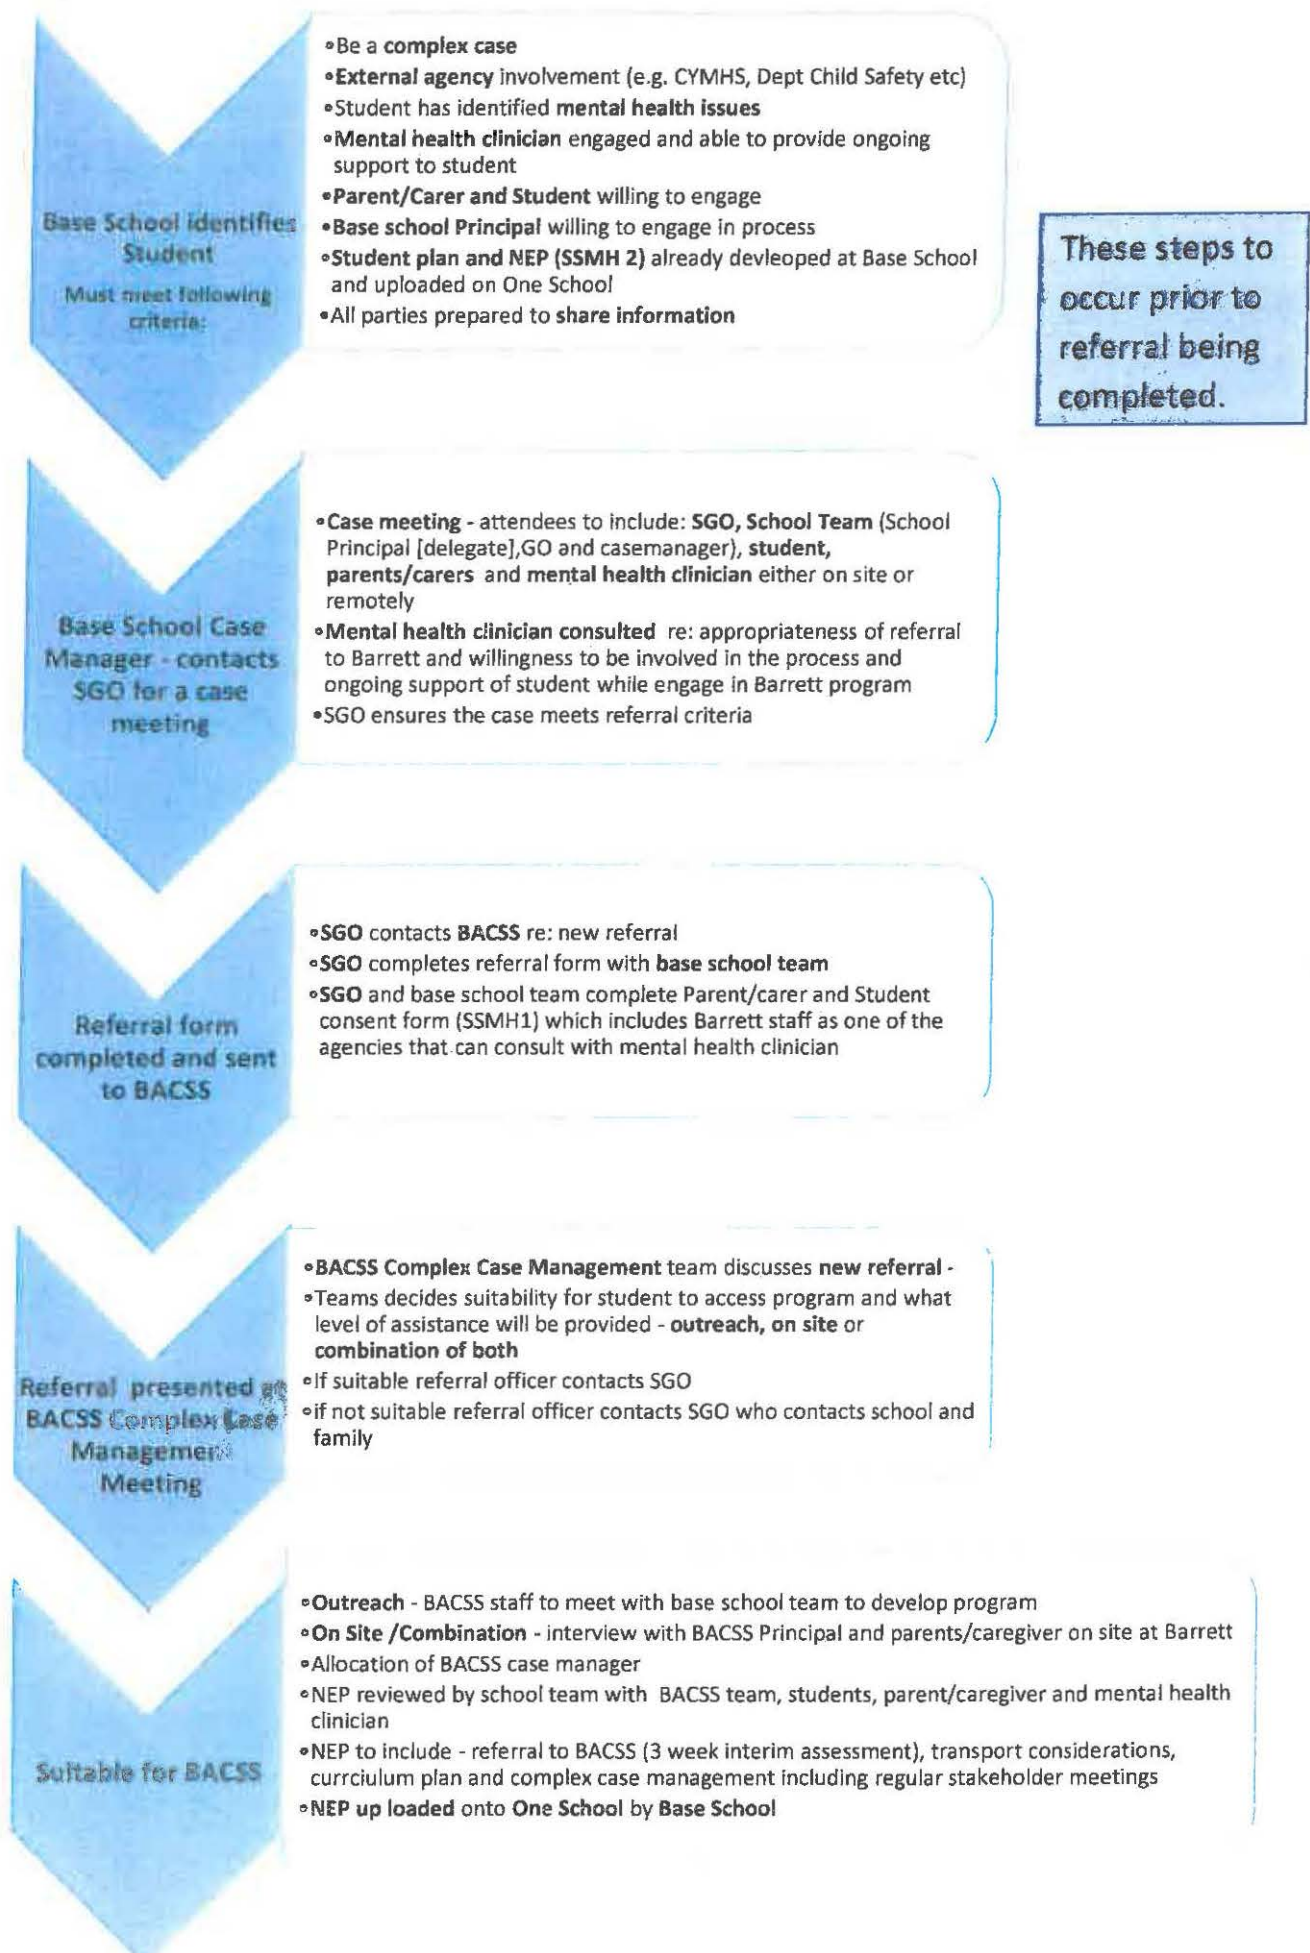 Base School identifies
Student
Must meet following
criteria:
•Be a complex case
•External agency involvement (e.g. CYMHS, Dept Child Safety etc)
•Student has identified mental health issues
•Mental health clinician engaged and able to provide ongoing
support to student
•Parent/Carer and Student willing to engage
•Base school Principal willing to engage in process
•Student plan and NEP (SSMH 2) already devleoped at Base School
and uploaded on One School
•All parties prepared to share information
These steps to
occur prior to
referral being
completed.
Base School Case
Manager - contacts
SGO for a case
meeting
•Case meeting - attendees to include: SGO, School Team (School
Principal [delegate],GO and casemanager), student,
parents/carers and mental health clinician either on site or
remotely
•Mental health clinician consulted re: appropriateness of referral
to Barrett and willingness to be involved in the process and
ongoing support of student while engage in Barrett program
•SGO ensures the case meets referral criteria
Referral form
completed and sent
to BACSS
•SGO contacts BACSS re: new referral
•SGO completes referral form with base school team
•SGO and base school team complete Parent/carer and Student
consent form (SSMH1) which includes Barrett staff as one of the
agencies that can consult with mental health clinician
Referral presented at
BACSS Complex Case
Management
Meeting
•BACSS Complex Case Management team discusses new referral -
•Teams decides suitability for student to access program and what
level of assistance will be provided - outreach, on site or
combination of both
•If suitable referral officer contacts SGO
•if not suitable referral officer contacts SGO who contacts school and
family
Suitable for BACSS
•Outreach - BACSS staff to meet with base school team to develop program
•On Site /Combination - interview with BACSS Principal and parents/caregiver on site at Barrett
•Allocation of BACSS case manager
•NEP reviewed by school team with BACSS team, students, parent/caregiver and mental health
clinician
•NEP to include - referral to BACSS (3 week interim assessment), transport considerations,
currciulum plan and complex case management including regular stakeholder meetings
•NEP up loaded onto One School by Base School